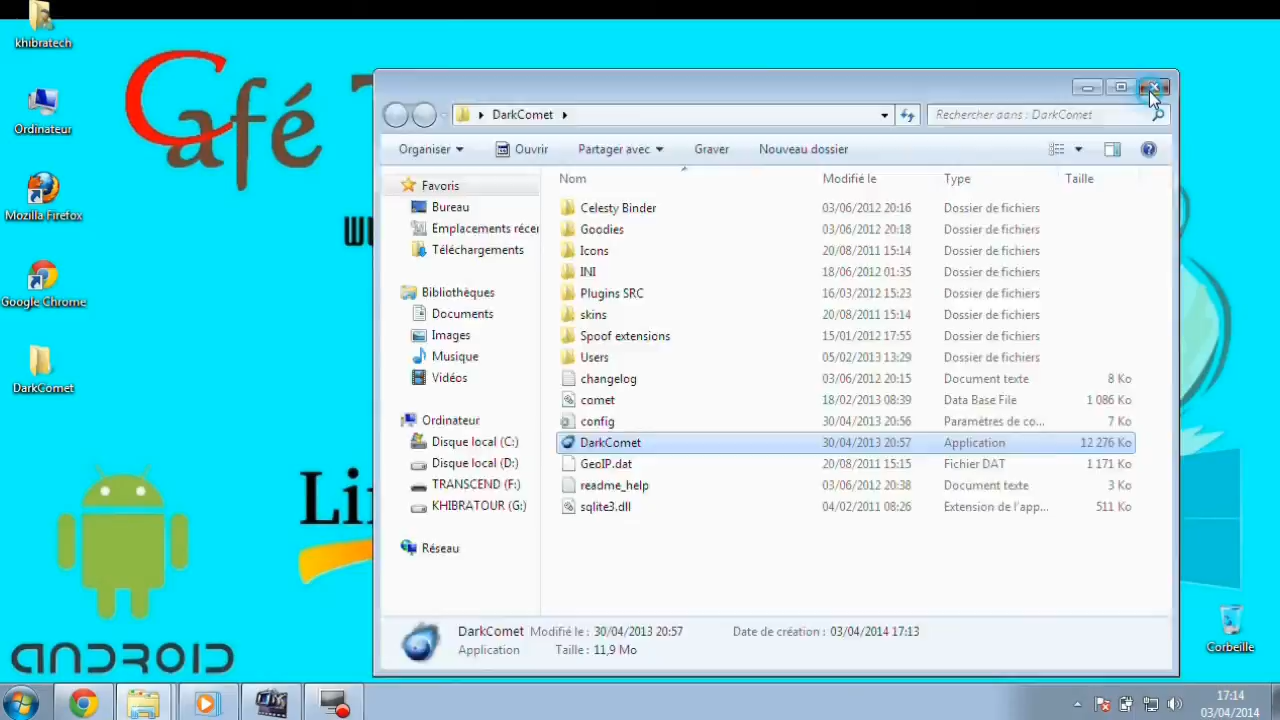 khibratech
Ordinateur
Mozilla Firefox
Google Chrome
DarkComet
Café T
Li
ANDROID
DarkComet
Rechercher dans : DarkComet
Organiser
Ouvrir
Partager avec
Graver
Nouveau dossier
Favoris
Bureau
Emplacements récer
Téléchargements
Bibliothèques
Documents
Images
Musique
Vidéos
Ordinateur
Disque local (C:)
Disque local (D:)
TRANSCEND (F:)
KHIBRATOUR (G:)
Réseau
Nom Modifié le Type Taille
Celesty Binder 03/06/2012 20:16 Dossier de fichiers
Goodies 03/06/2012 20:18 Dossier de fichiers
Icons 20/08/2011 15:14 Dossier de fichiers
INI 18/06/2012 01:35 Dossier de fichiers
Plugins SRC 16/03/2012 15:23 Dossier de fichiers
skins 20/08/2011 15:14 Dossier de fichiers
Spoof extensions 15/01/2012 17:55 Dossier de fichiers
Users 05/02/2013 13:29 Dossier de fichiers
changelog 03/06/2012 20:15 Document texte 8 Ko
comet 18/02/2013 08:39 Data Base File 1 086 Ko
config 30/04/2013 20:56 Paramètres de co... 7 Ko
DarkComet 30/04/2013 20:57 Application 12 276 Ko
GeoIP.dat 20/08/2011 15:15 Fichier DAT 1 171 Ko
readme_help 03/06/2012 20:38 Document texte 3 Ko
sqlite3.dll 04/02/2011 08:26 Extension de l'app... 511 Ko
DarkComet Modifié le : 30/04/2013 20:57 Date de création : 03/04/2014 17:13
Application Taille : 11,9 Mo
Corbeille
17:14
03/04/2014